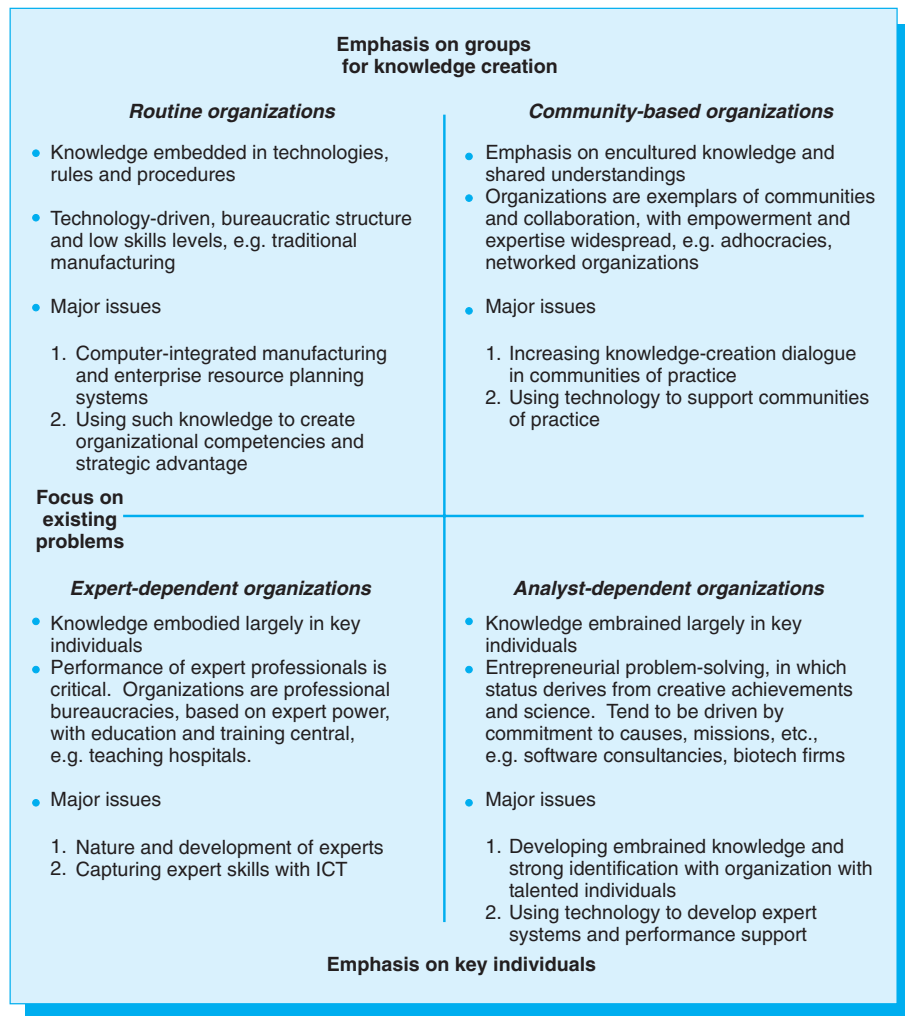 Emphasis on groups
for knowledge creation
Routine organizations
• Knowledge embedded in technologies,
rules and procedures
• Technology-driven, bureaucratic structure
and low skills levels, e.g. traditional
manufacturing
• Major issues
1. Computer-integrated manufacturing
and enterprise resource planning
systems
2. Using such knowledge to create
organizational competencies and
strategic advantage
Community-based organizations
• Emphasis on encultured knowledge and
shared understandings
• Organizations are exemplars of communities
and collaboration, with empowerment and
expertise widespread, e.g. adhocracies,
networked organizations
• Major issues
1. Increasing knowledge-creation dialogue
in communities of practice
2. Using technology to support communities
of practice
Focus on
existing
problems
Expert-dependent organizations
• Knowledge embodied largely in key
individuals
• Performance of expert professionals is
critical. Organizations are professional
bureaucracies, based on expert power,
with education and training central,
e.g. teaching hospitals.
• Major issues
1. Nature and development of experts
2. Capturing expert skills with ICT
Analyst-dependent organizations
• Knowledge embrained largely in key
individuals
• Entrepreneurial problem-solving, in which
status derives from creative achievements
and science. Tend to be driven by
commitment to causes, missions, etc.,
e.g. software consultancies, biotech firms
• Major issues
1. Developing embrained knowledge and
strong identification with organization with
talented individuals
2. Using technology to develop expert
systems and performance support
Emphasis on key individuals